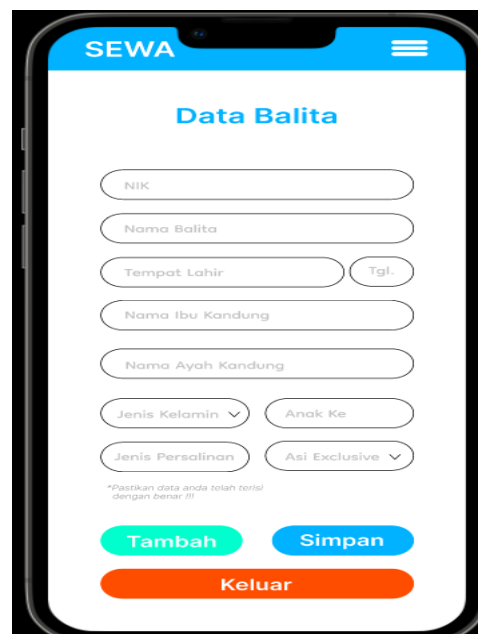 SEWA
Data Balita
NIK
Nama Balita
Tempat Lahir
Tgl.
Nama Ibu Kandung
Nama Ayah Kandung
Jenis Kelamin
Anak Ke
Jenis Persalinan
Asi Exclusive
*Pastikan data anda telah terisi
dengan benar !!!
Tambah
Simpan
Keluar